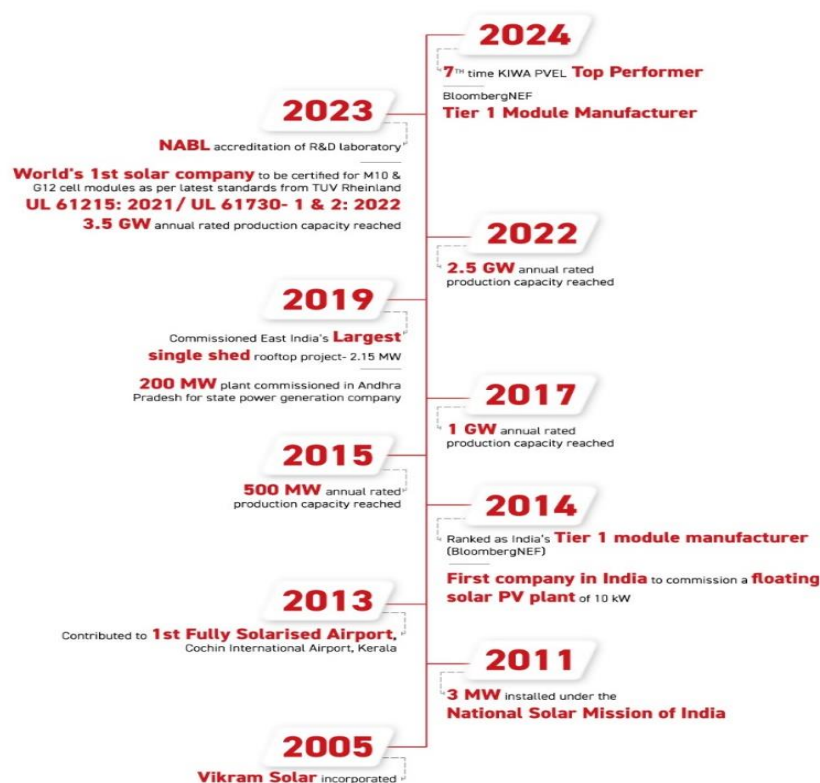 2024
7TH time KIWA PVEL Top Performer
BloombergNEF
Tier 1 Module Manufacturer
2023
NABL accreditation of R&D laboratory
World's 1st solar company to be certified for M10 &
G12 cell modules as per latest standards from TUV Rheinland
UL 61215: 2021/ UL 61730- 1 & 2: 2022
3.5 GW annual rated production capacity reached
2022
2.5 GW annual rated
production capacity reached
2019
Commissioned East India's Largest
single shed rooftop project- 2.15 MW
200 MW plant commissioned in Andhra
Pradesh for state power generation company
2017
1 GW annual rated
production capacity reached
2015
500 MW annual rated
production capacity reached
2014
Ranked as India's Tier 1 module manufacturer
(BloombergNEF)
First company in India to commission a floating
solar PV plant of 10 kW
2013
Contributed to 1st Fully Solarised Airport,
Cochin International Airport, Kerala
2011
3 MW installed under the
National Solar Mission of India
2005
Vikram Solar incorporated